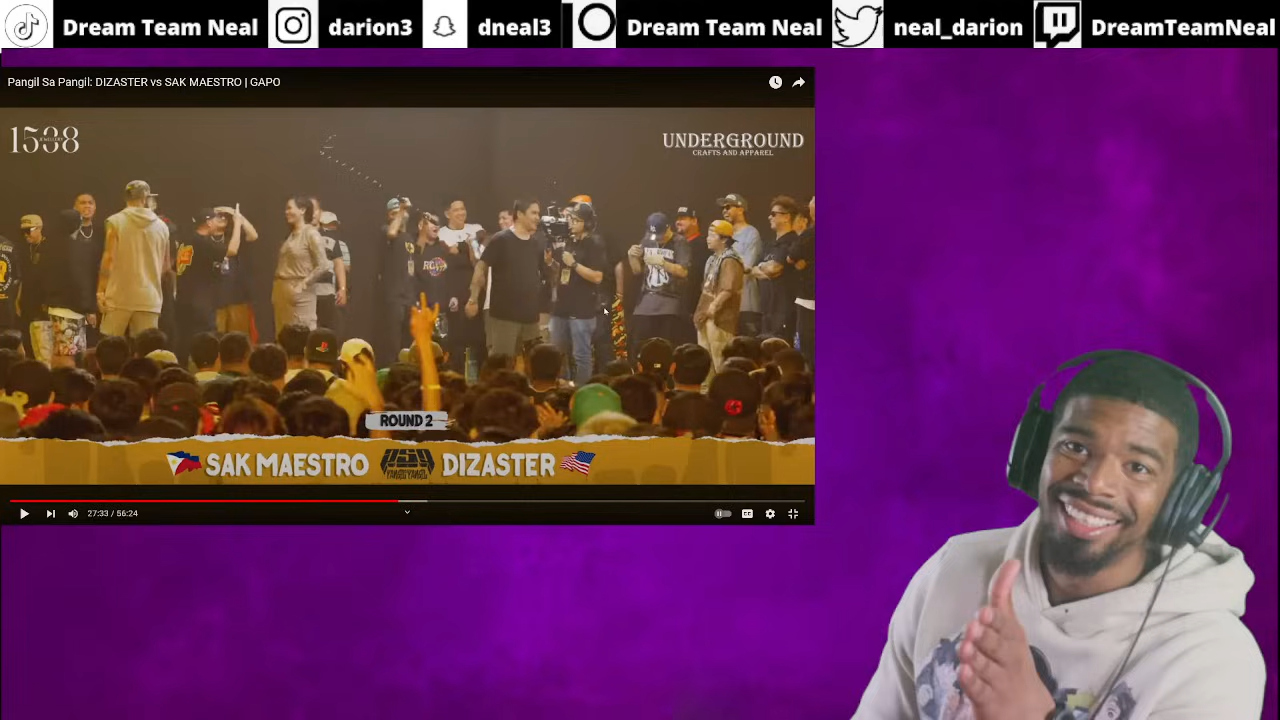 Dream Team Neal darion3 dneal3 Dream Team Neal neal_darion DreamTeamNeal
Pangil Sa Pangil: DIZASTER vs SAK MAESTRO | GAPO
1538 UNDERGROUND
CRAFTS AND APPAREL
ROUND 2
SAK MAESTRO DIZASTER
27:33 / 56:24